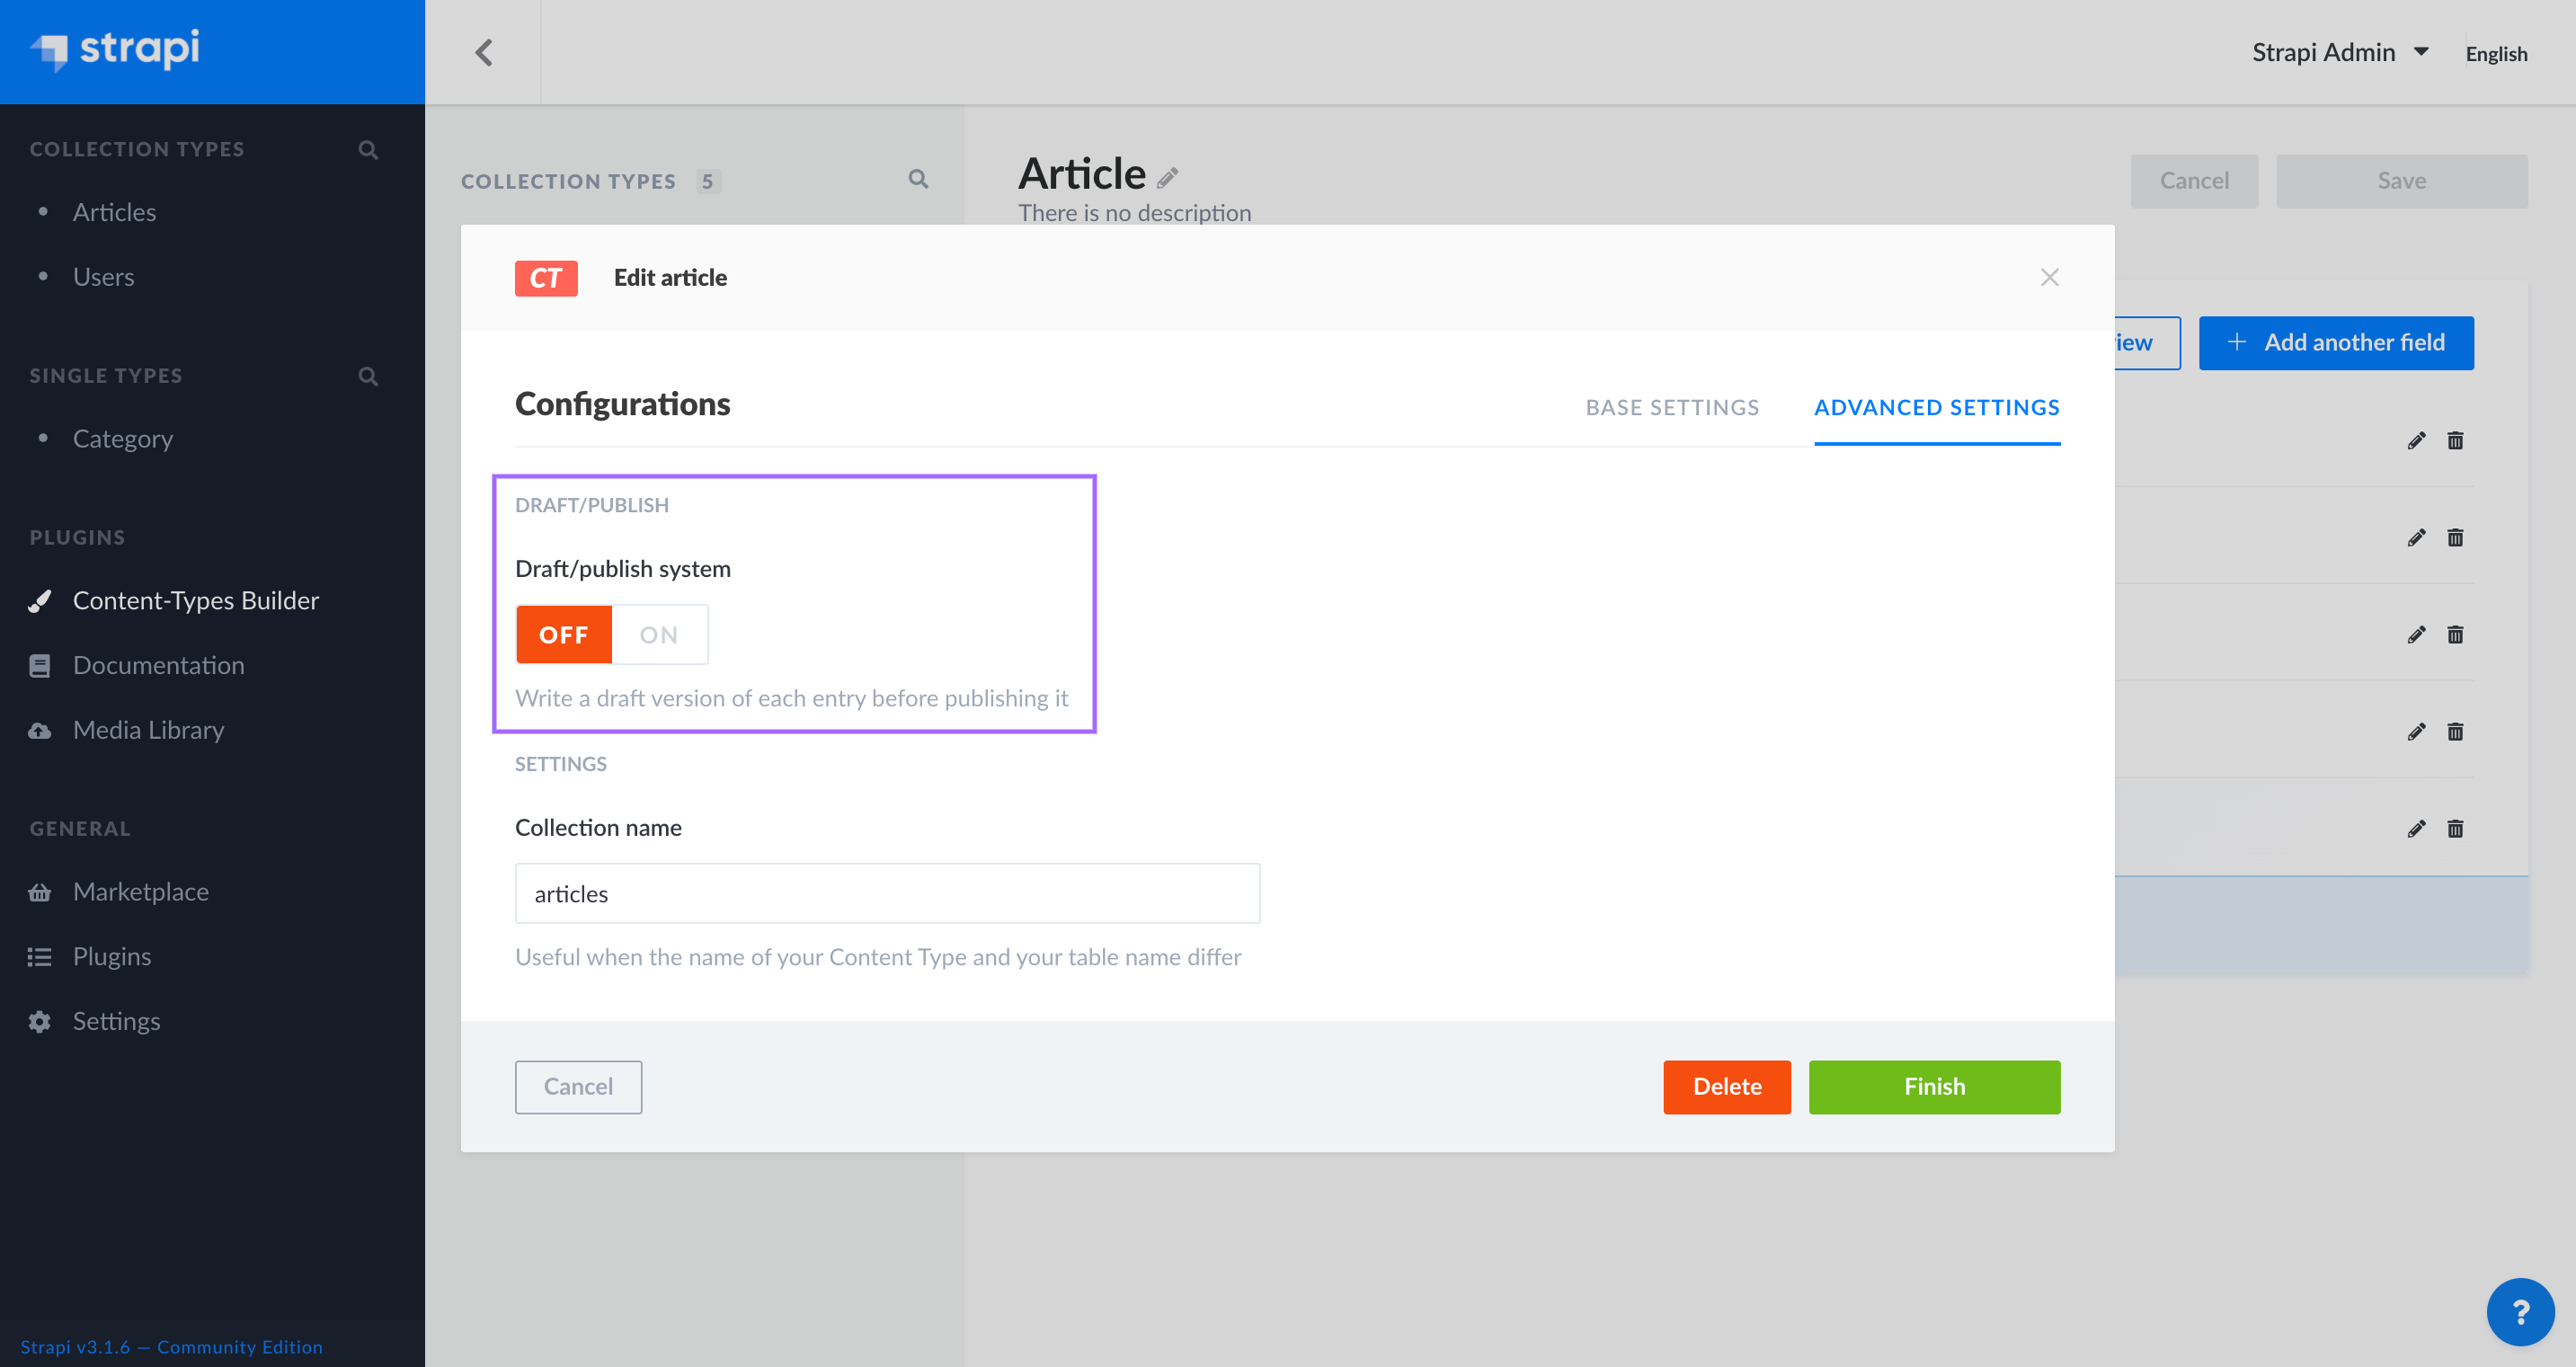 strapi
Strapi Admin
English
COLLECTION TYPES
Articles
Users
SINGLE TYPES
Category
PLUGINS
Content-Types Builder
Documentation
Media Library
GENERAL
Marketplace
Plugins
Settings
Strapi v3.1.6 — Community Edition
COLLECTION TYPES 5
Article
There is no description
Cancel
Save
iew
+ Add another field
CT Edit article
Configurations
BASE SETTINGS
ADVANCED SETTINGS
DRAFT/PUBLISH
Draft/publish system
OFF ON
Write a draft version of each entry before publishing it
SETTINGS
Collection name
articles
Useful when the name of your Content Type and your table name differ
Cancel
Delete
Finish
?